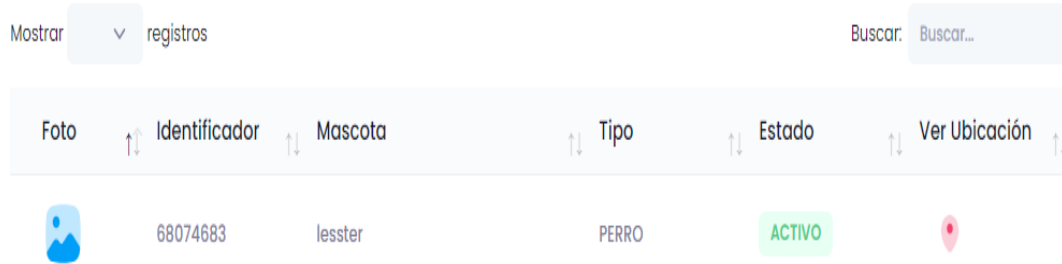 Mostrar registros Buscar: Buscar...
Foto Identificador Mascota Tipo Estado Ver Ubicación
68074683 lesster PERRO ACTIVO